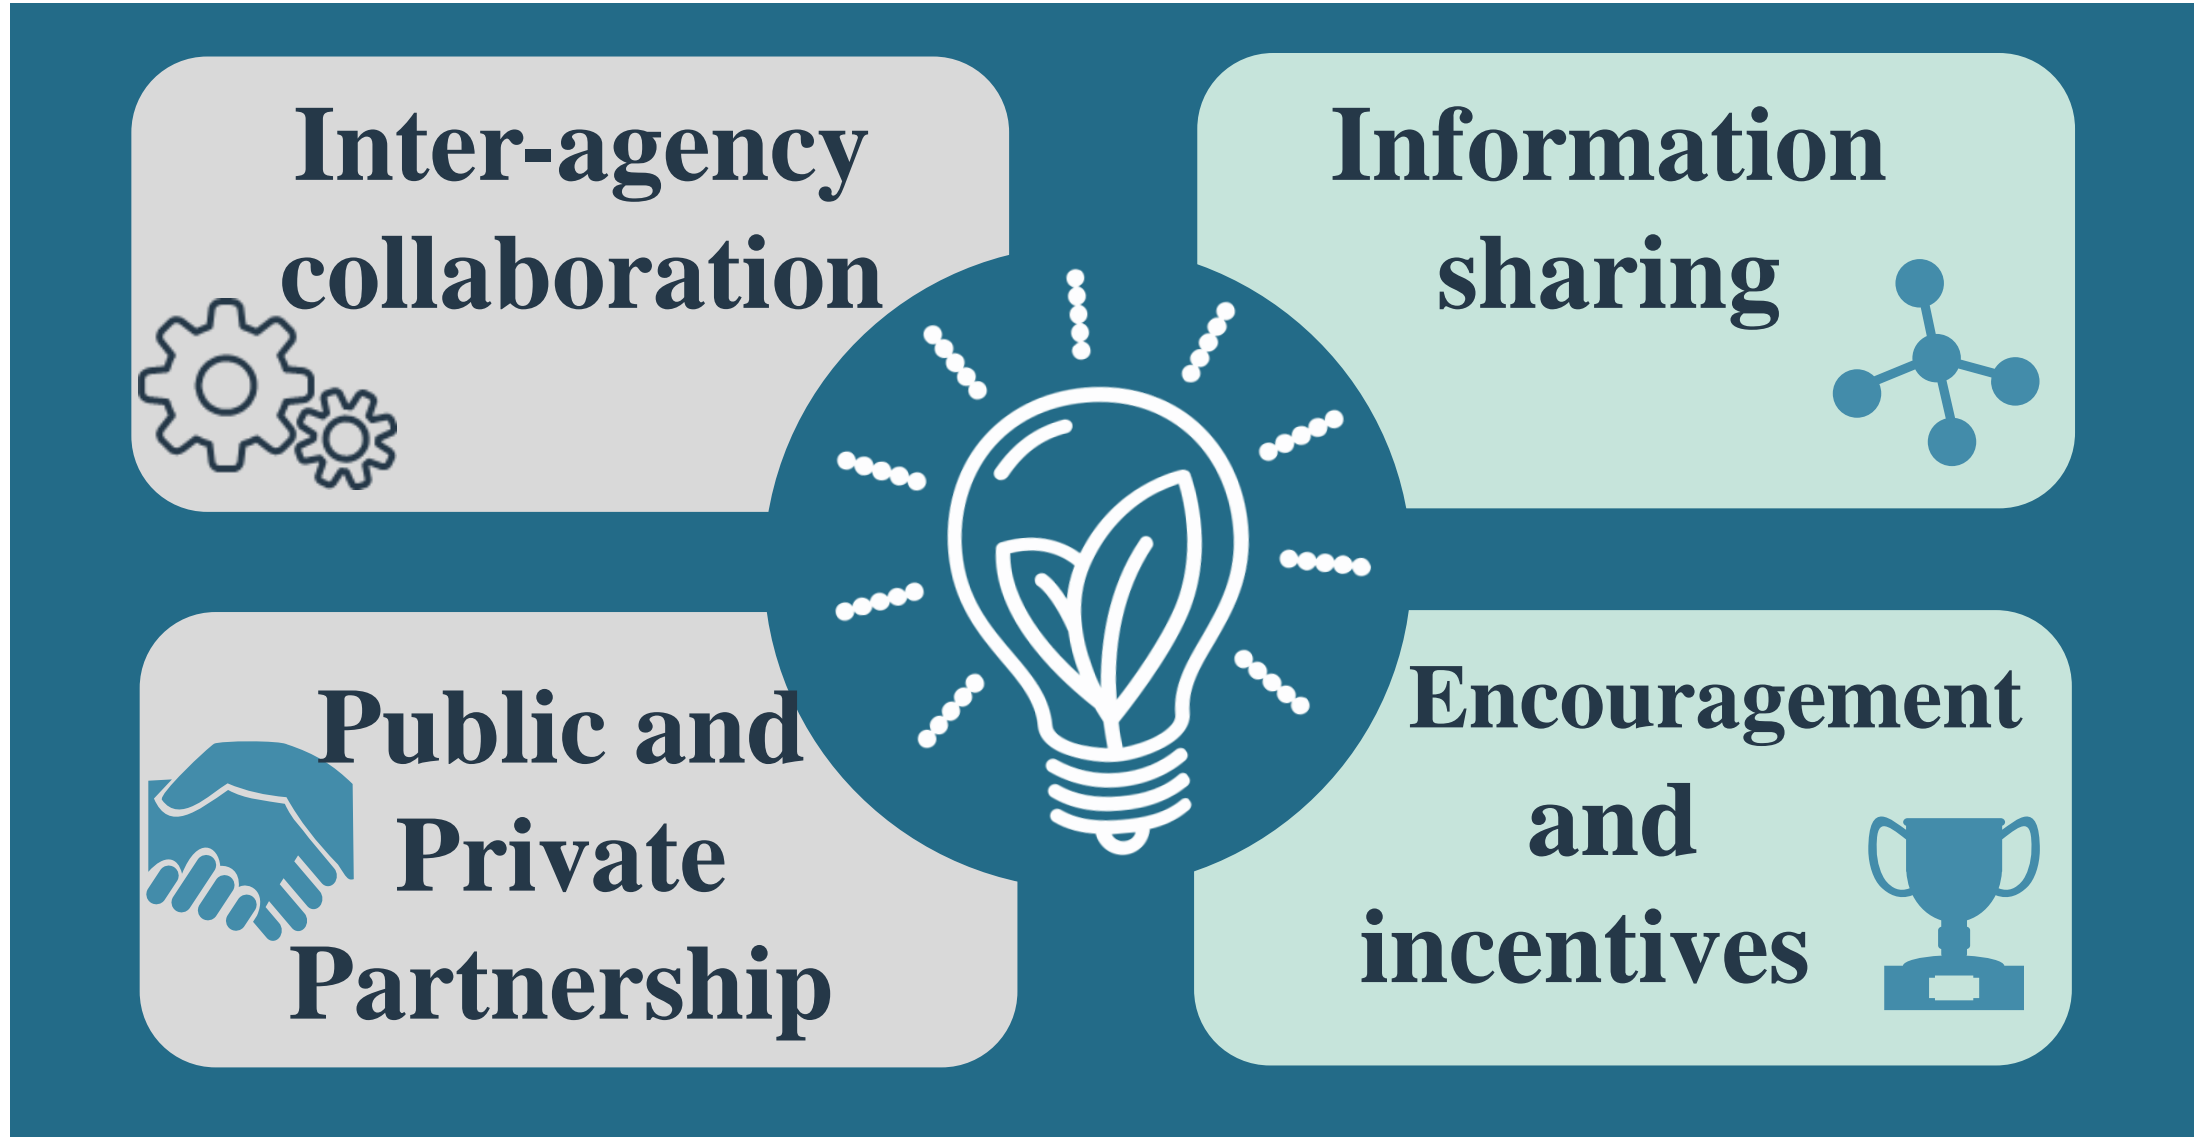 Inter-agency
collaboration
Information
sharing
Public and
Private
Partnership
Encouragement
and
incentives